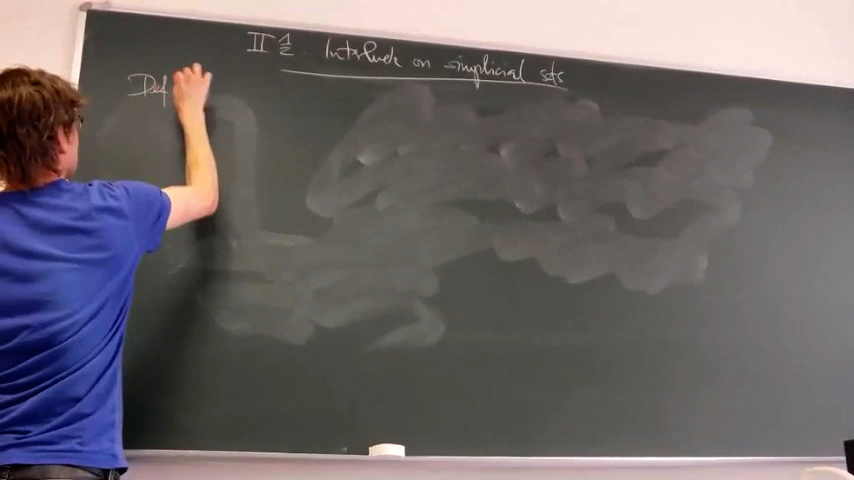 II ½ Interlude on simplicial sets
Def